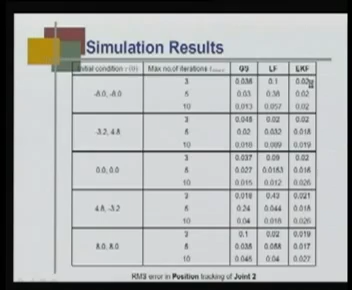 Simulation Results
Initial condition Max no.of iterations GS LF EKF
3 0.038 0.1 0.02
-8.0, -8.0 5 0.03 0.38 0.02
10 0.013 0.057 0.02
3 0.048 0.02 0.02
-3.2, 4.8 5 0.02 0.032 0.018
10 0.018 0.089 0.019
3 0.037 0.09 0.02
0.0, 0.0 5 0.027 0.0163 0.016
10 0.015 0.012 0.026
3 0.018 0.43 0.021
4.8, -3.2 5 0.24 0.044 0.018
10 0.04 0.016 0.026
3 0.1 0.02 0.019
8.0, 8.0 5 0.038 0.088 0.017
10 0.046 0.04 0.027
RMS error in Position tracking of Joint 2